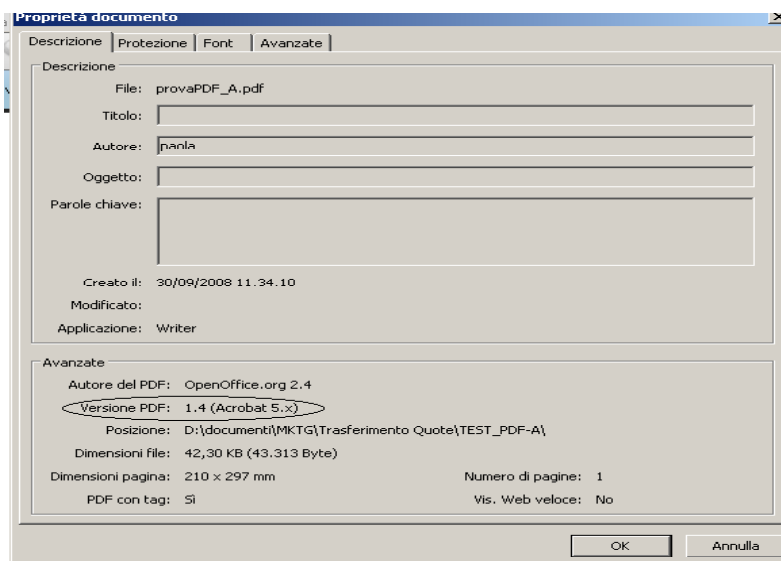 Proprietà documento
Descrizione Protezione Font Avanzate
Descrizione
File: provaPDF_A.pdf
Titolo:
Autore: paola
Oggetto:
Parole chiave:
Creato il: 30/09/2008 11.34.10
Modificato:
Applicazione: Writer
Avanzate
Autore del PDF: OpenOffice.org 2.4
Versione PDF: 1.4 (Acrobat 5.x)
Posizione: D:\documenti\MKTG\Trasferimento Quote\TEST_PDF-A\
Dimensioni file: 42,30 KB (43.313 Byte)
Dimensioni pagina: 210 x 297 mm Numero di pagine: 1
PDF con tag: Sì Vis. Web veloce: No
OK Annulla